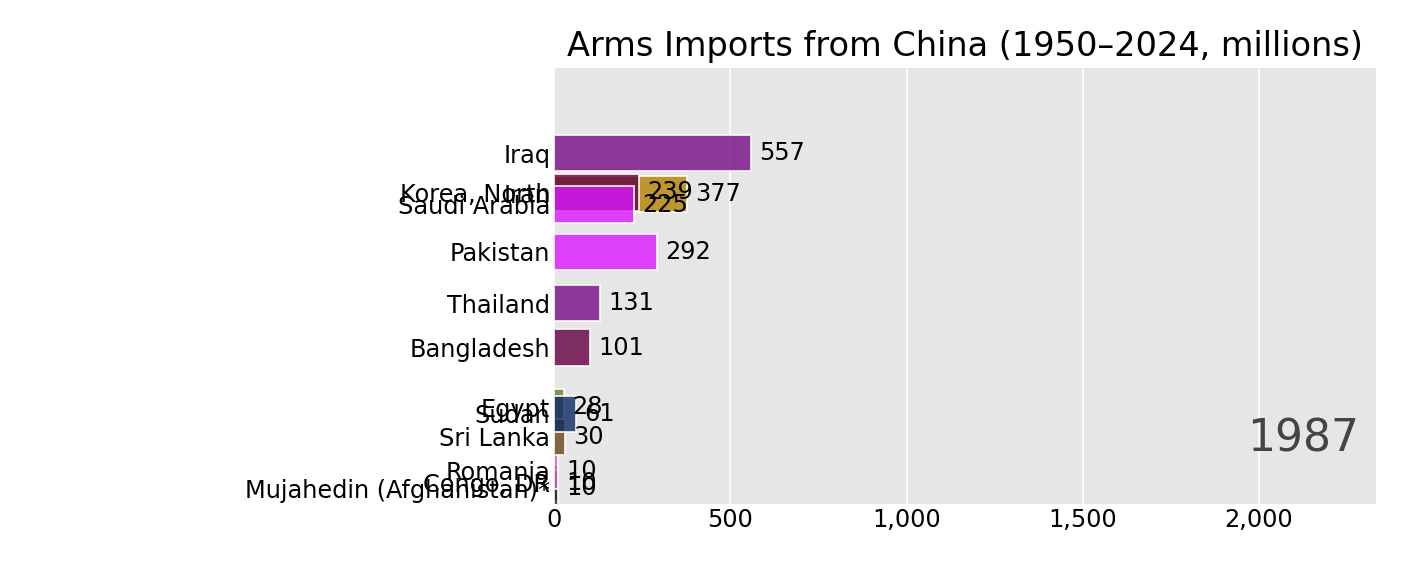 Arms Imports from China (1950–2024, millions)
Iraq 557
Korea, North 377
Iran 239
Saudi Arabia 225
Pakistan 292
Thailand 131
Bangladesh 101
Egypt 28
Sudan 61
Sri Lanka 30
Romania 10
Congo, DR 10
Mujahedin (Afghanistan)* 10
1987
0 500 1,000 1,500 2,000